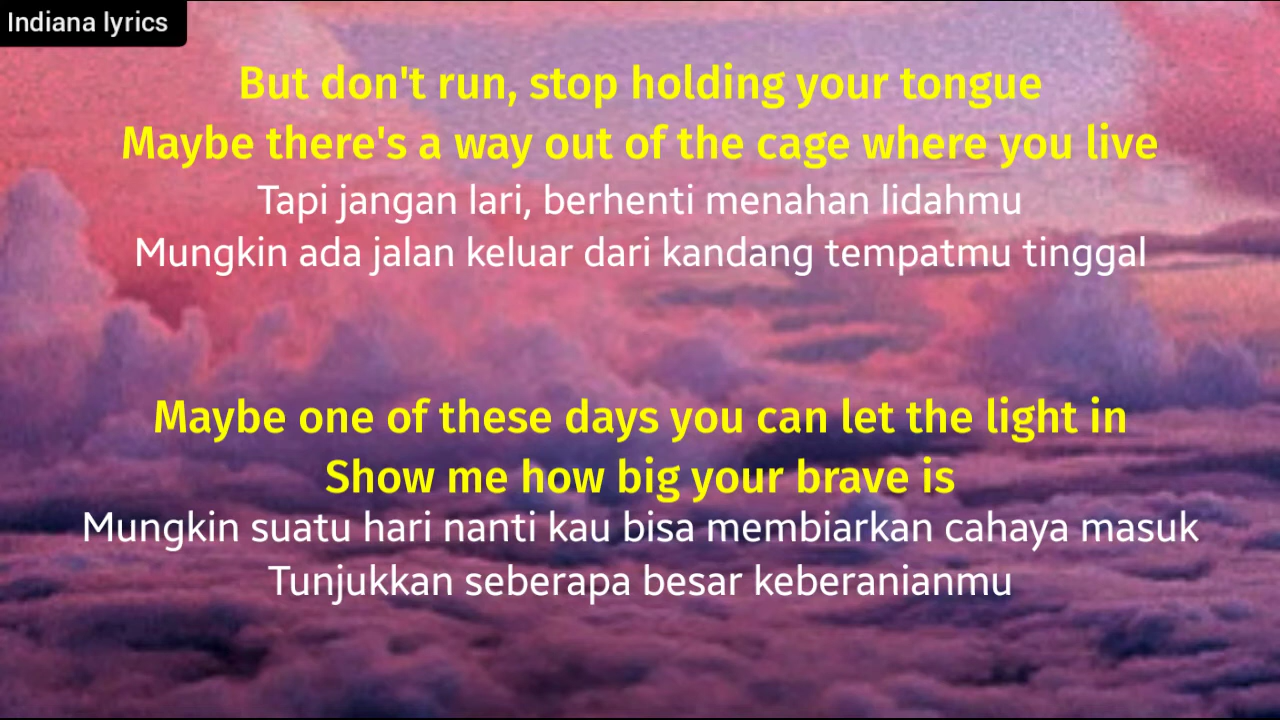 Indiana lyrics
But don't run, stop holding your tongue
Maybe there's a way out of the cage where you live
Tapi jangan lari, berhenti menahan lidahmu
Mungkin ada jalan keluar dari kandang tempatmu tinggal
Maybe one of these days you can let the light in
Show me how big your brave is
Mungkin suatu hari nanti kau bisa membiarkan cahaya masuk
Tunjukkan seberapa besar keberanianmu